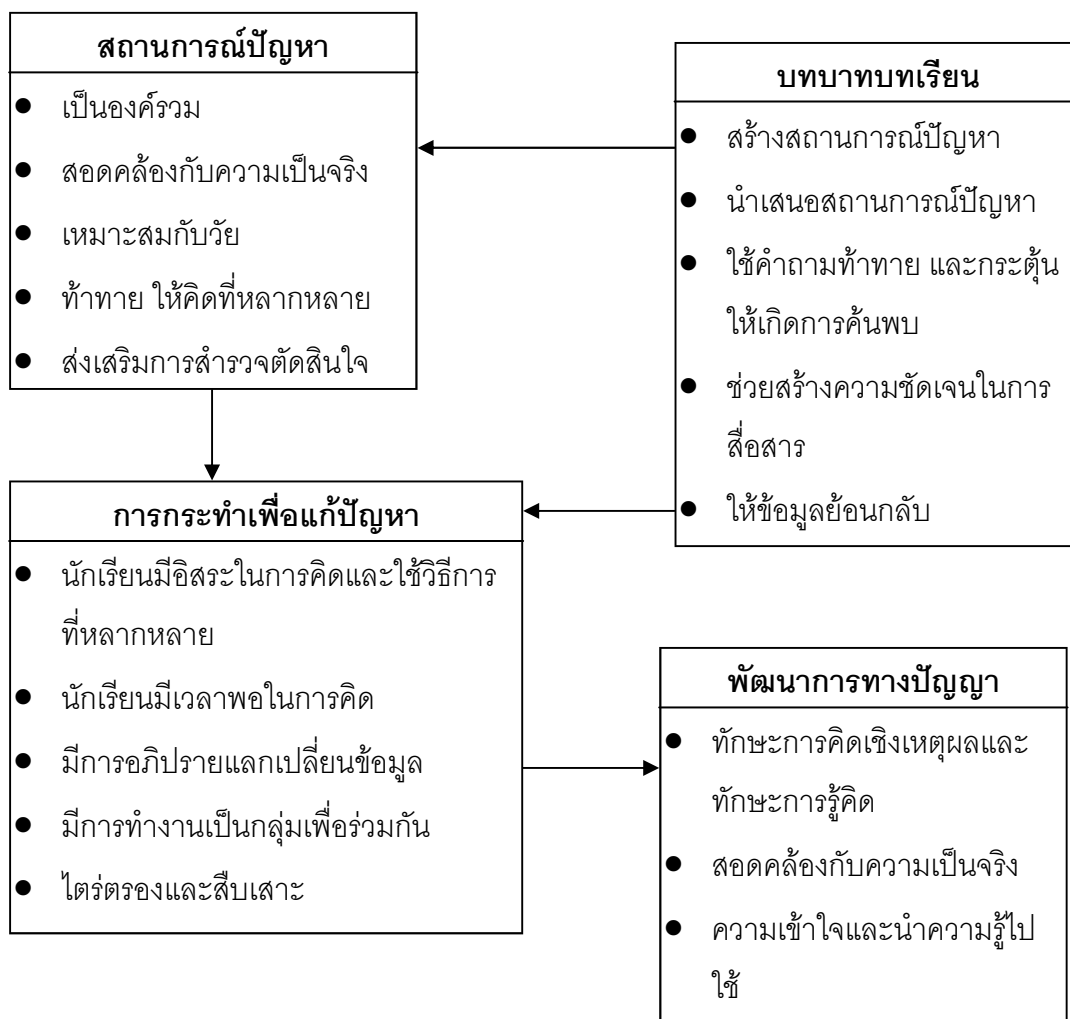 สถานการณ์ปัญหา
● เป็นองค์รวม
● สอดคล้องกับความเป็นจริง
● เหมาะสมกับวัย
● ท้าทาย ให้คิดที่หลากหลาย
● ส่งเสริมการสำรวจตัดสินใจ
บทบาทบทเรียน
● สร้างสถานการณ์ปัญหา
● นำเสนอสถานการณ์ปัญหา
● ใช้คำถามท้าทาย และกระตุ้น
ให้เกิดการค้นพบ
● ช่วยสร้างความชัดเจนในการ
สื่อสาร
● ให้ข้อมูลย้อนกลับ
การกระทำเพื่อแก้ปัญหา
● นักเรียนมีอิสระในการคิดและใช้วิธีการ
ที่หลากหลาย
● นักเรียนมีเวลาพอในการคิด
● มีการอภิปรายแลกเปลี่ยนข้อมูล
● มีการทำงานเป็นกลุ่มเพื่อร่วมกัน
● ไตร่ตรองและสืบเสาะ
พัฒนาการทางปัญญา
● ทักษะการคิดเชิงเหตุผลและ
ทักษะการรู้คิด
● สอดคล้องกับความเป็นจริง
● ความเข้าใจและนำความรู้ไป
ใช้